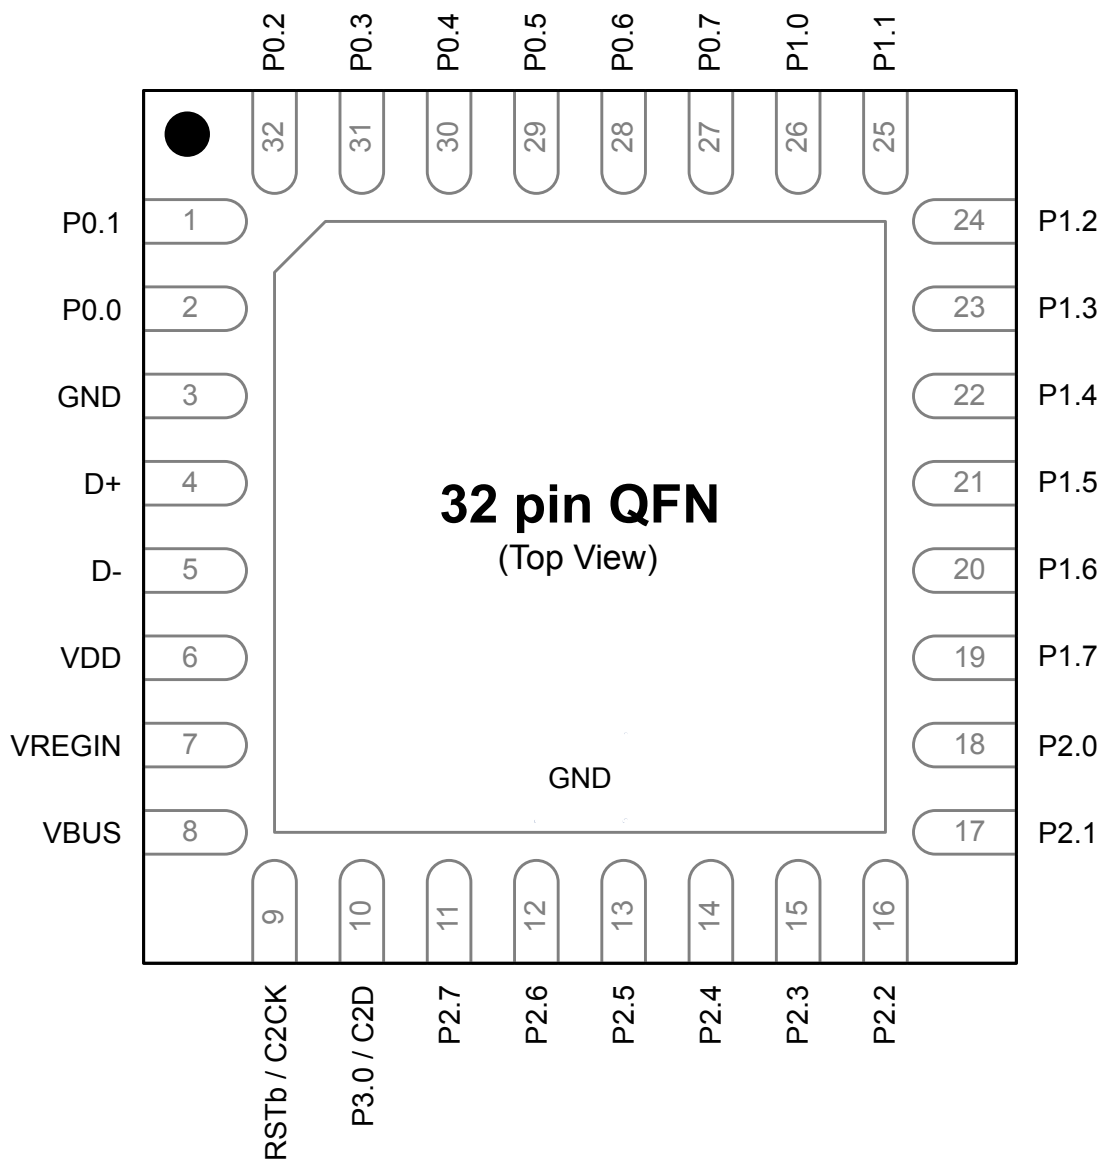 P0.2 P0.3 P0.4 P0.5 P0.6 P0.7 P1.0 P1.1
32 31 30 29 28 27 26 25
P0.1 1 24 P1.2
P0.0 2 23 P1.3
GND 3 22 P1.4
D+ 4 21 P1.5
32 pin QFN
(Top View)
D- 5 20 P1.6
VDD 6 19 P1.7
VREGIN 7 18 P2.0
GND
VBUS 8 17 P2.1
9 10 11 12 13 14 15 16
RSTb / C2CK P3.0 / C2D P2.7 P2.6 P2.5 P2.4 P2.3 P2.2